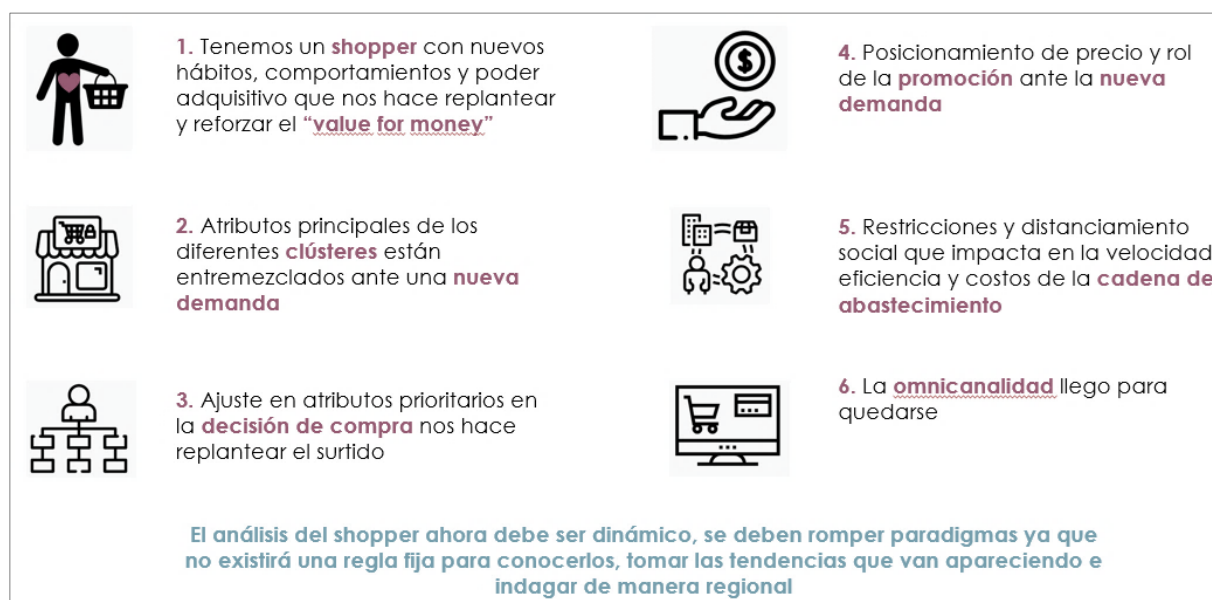 1. Tenemos un shopper con nuevos
hábitos, comportamientos y poder
adquisitivo que nos hace replantear
y reforzar el “value for money”
2. Atributos principales de los
diferentes clústeres están
entremezclados ante una nueva
demanda
3. Ajuste en atributos prioritarios en
la decisión de compra nos hace
replantear el surtido
4. Posicionamiento de precio y rol
de la promoción ante la nueva
demanda
5. Restricciones y distanciamiento
social que impacta en la velocidad
eficiencia y costos de la cadena de
abastecimiento
6. La omnicanalidad llego para
quedarse
El análisis del shopper ahora debe ser dinámico, se deben romper paradigmas ya que
no existirá una regla fija para conocerlos, tomar las tendencias que van apareciendo e
indagar de manera regional